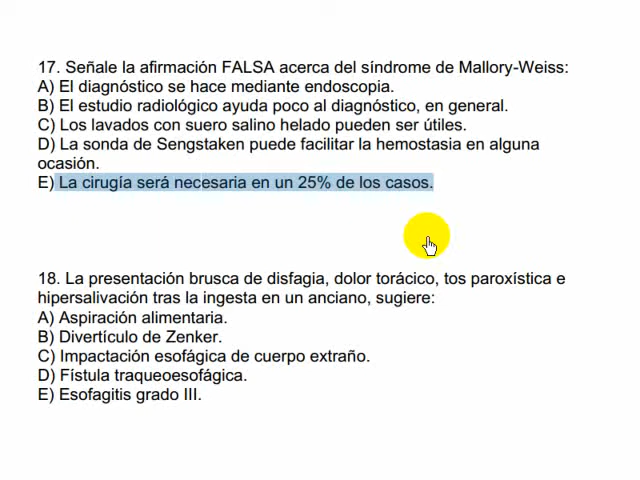 17. Señale la afirmación FALSA acerca del síndrome de Mallory-Weiss:
A) El diagnóstico se hace mediante endoscopia.
B) El estudio radiológico ayuda poco al diagnóstico, en general.
C) Los lavados con suero salino helado pueden ser útiles.
D) La sonda de Sengstaken puede facilitar la hemostasia en alguna
ocasión.
E) La cirugía será necesaria en un 25% de los casos.
18. La presentación brusca de disfagia, dolor torácico, tos paroxística e
hipersalivación tras la ingesta en un anciano, sugiere:
A) Aspiración alimentaria.
B) Divertículo de Zenker.
C) Impactación esofágica de cuerpo extraño.
D) Fístula traqueoesofágica.
E) Esofagitis grado III.